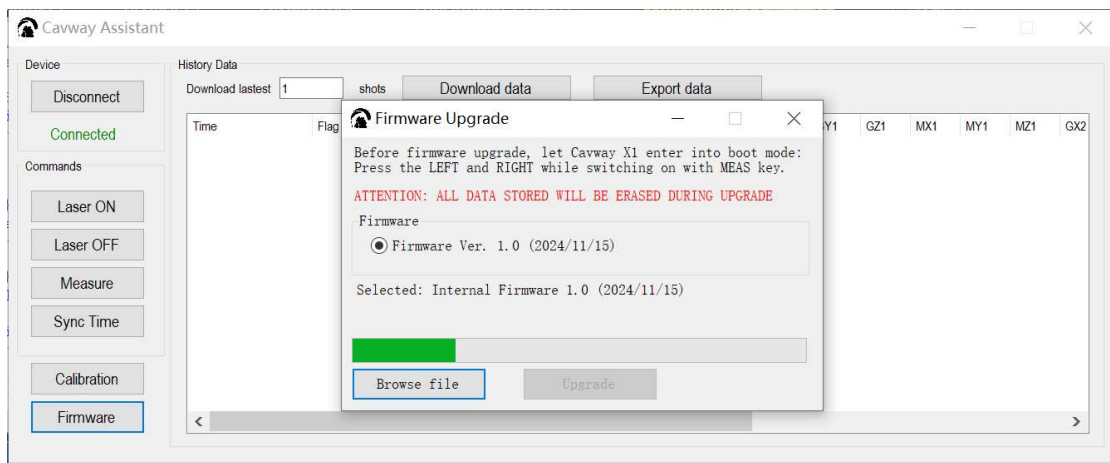 Cavway Assistant
Device
Disconnect
Connected
Commands
Laser ON
Laser OFF
Measure
Sync Time
Calibration
Firmware
History Data
Download lastest 1 shots Download data Export data
Time Flag Y1 GZ1 MX1 MY1 MZ1 GX2
Firmware Upgrade
Before firmware upgrade, let Cavway X1 enter into boot mode:
Press the LEFT and RIGHT while switching on with MEAS key.
ATTENTION: ALL DATA STORED WILL BE ERASED DURING UPGRADE
Firmware
Firmware Ver. 1.0 (2024/11/15)
Selected: Internal Firmware 1.0 (2024/11/15)
Browse file Upgrade